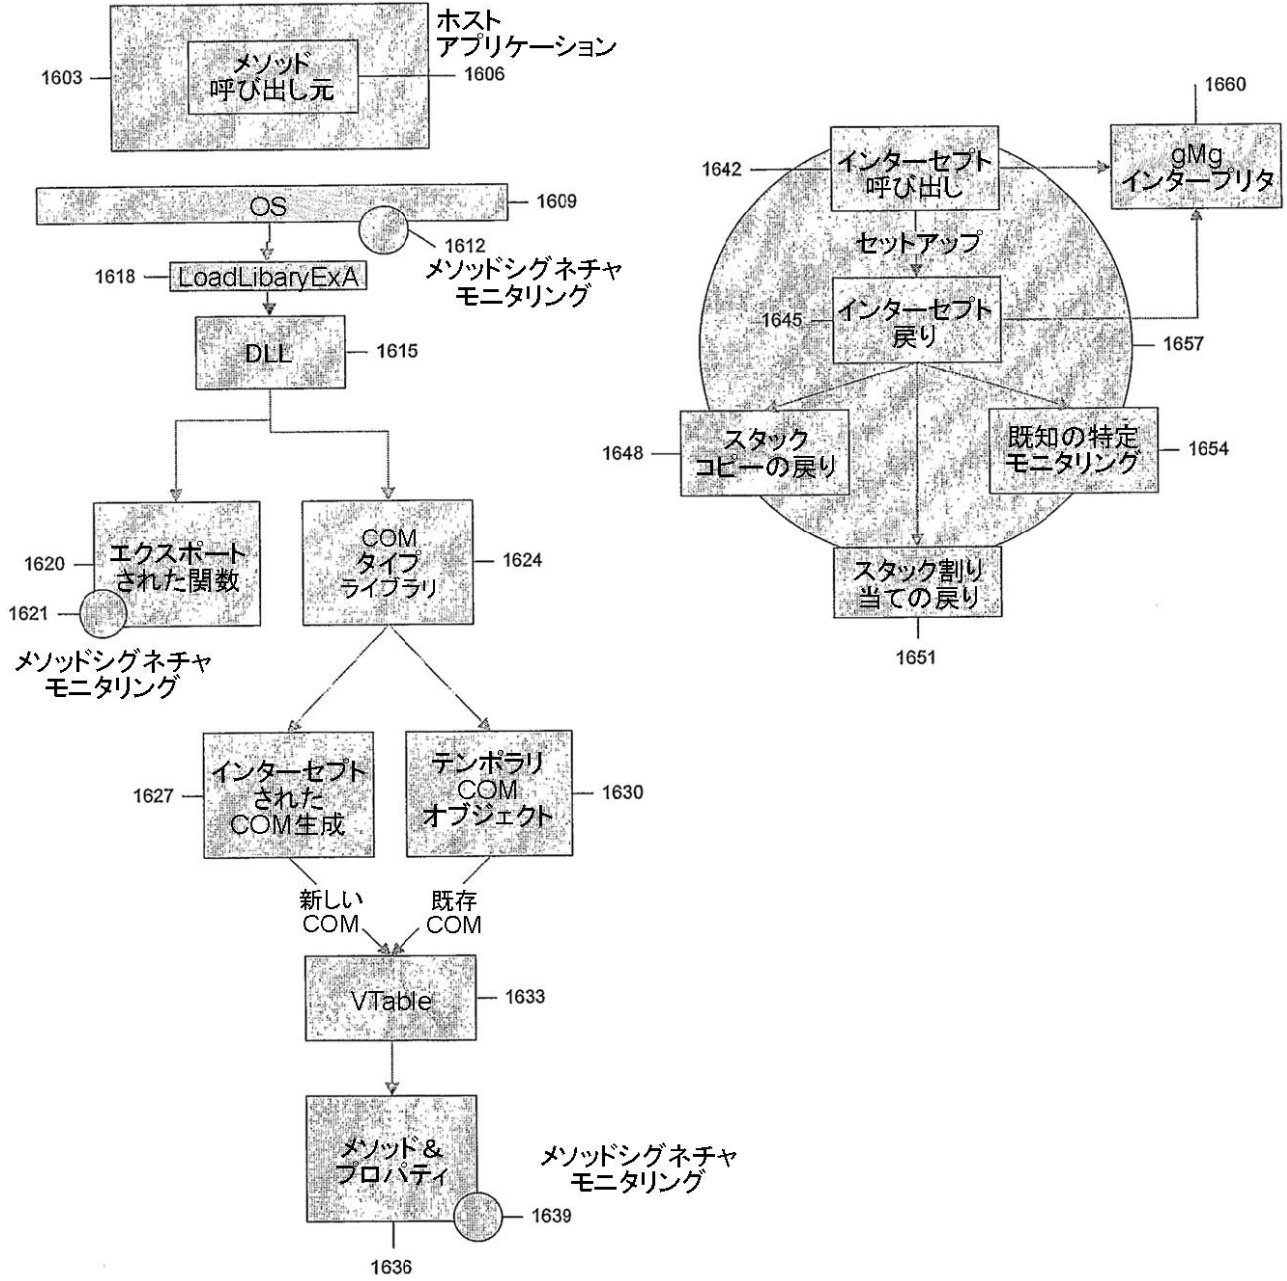 ホスト
アプリケーション
メソッド
呼び出し元
1603
1606
OS
1609
1612
メソッドシグネチャ
モニタリング
1618
LoadLibaryExA
DLL
1615
エクスポート
された関数
1620
1621
メソッドシグネチャ
モニタリング
COM
タイプ
ライブラリ
1624
インターセプト
された
COM生成
1627
テンポラリ
COM
オブジェクト
1630
新しい
COM
既存
COM
VTable
1633
メソッド&
プロパティ
1636
メソッドシグネチャ
モニタリング
1639
1660
gMg
インタープリタ
1642
インターセプト
呼び出し
セットアップ
1645
インターセプト
戻り
1657
1648
スタック
コピーの戻り
既知の特定
モニタリング
1654
スタック割り
当ての戻り
1651